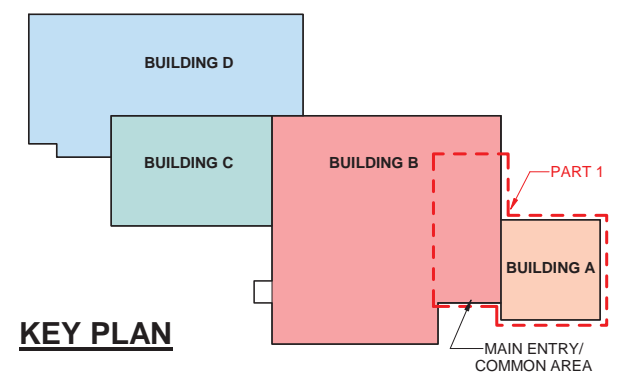 BUILDING D
BUILDING C
BUILDING B
PART 1
BUILDING A
KEY PLAN
MAIN ENTRY/
COMMON AREA